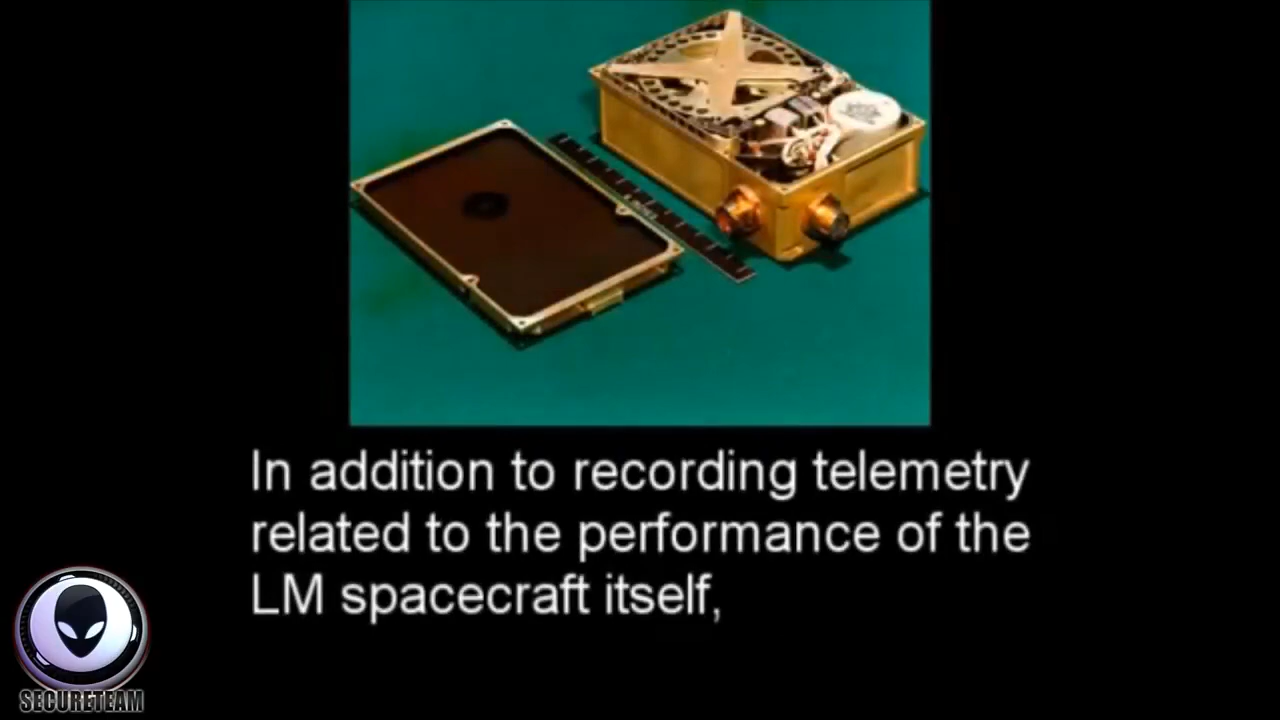 In addition to recording telemetry
related to the performance of the
LM spacecraft itself,
SECURETEAM